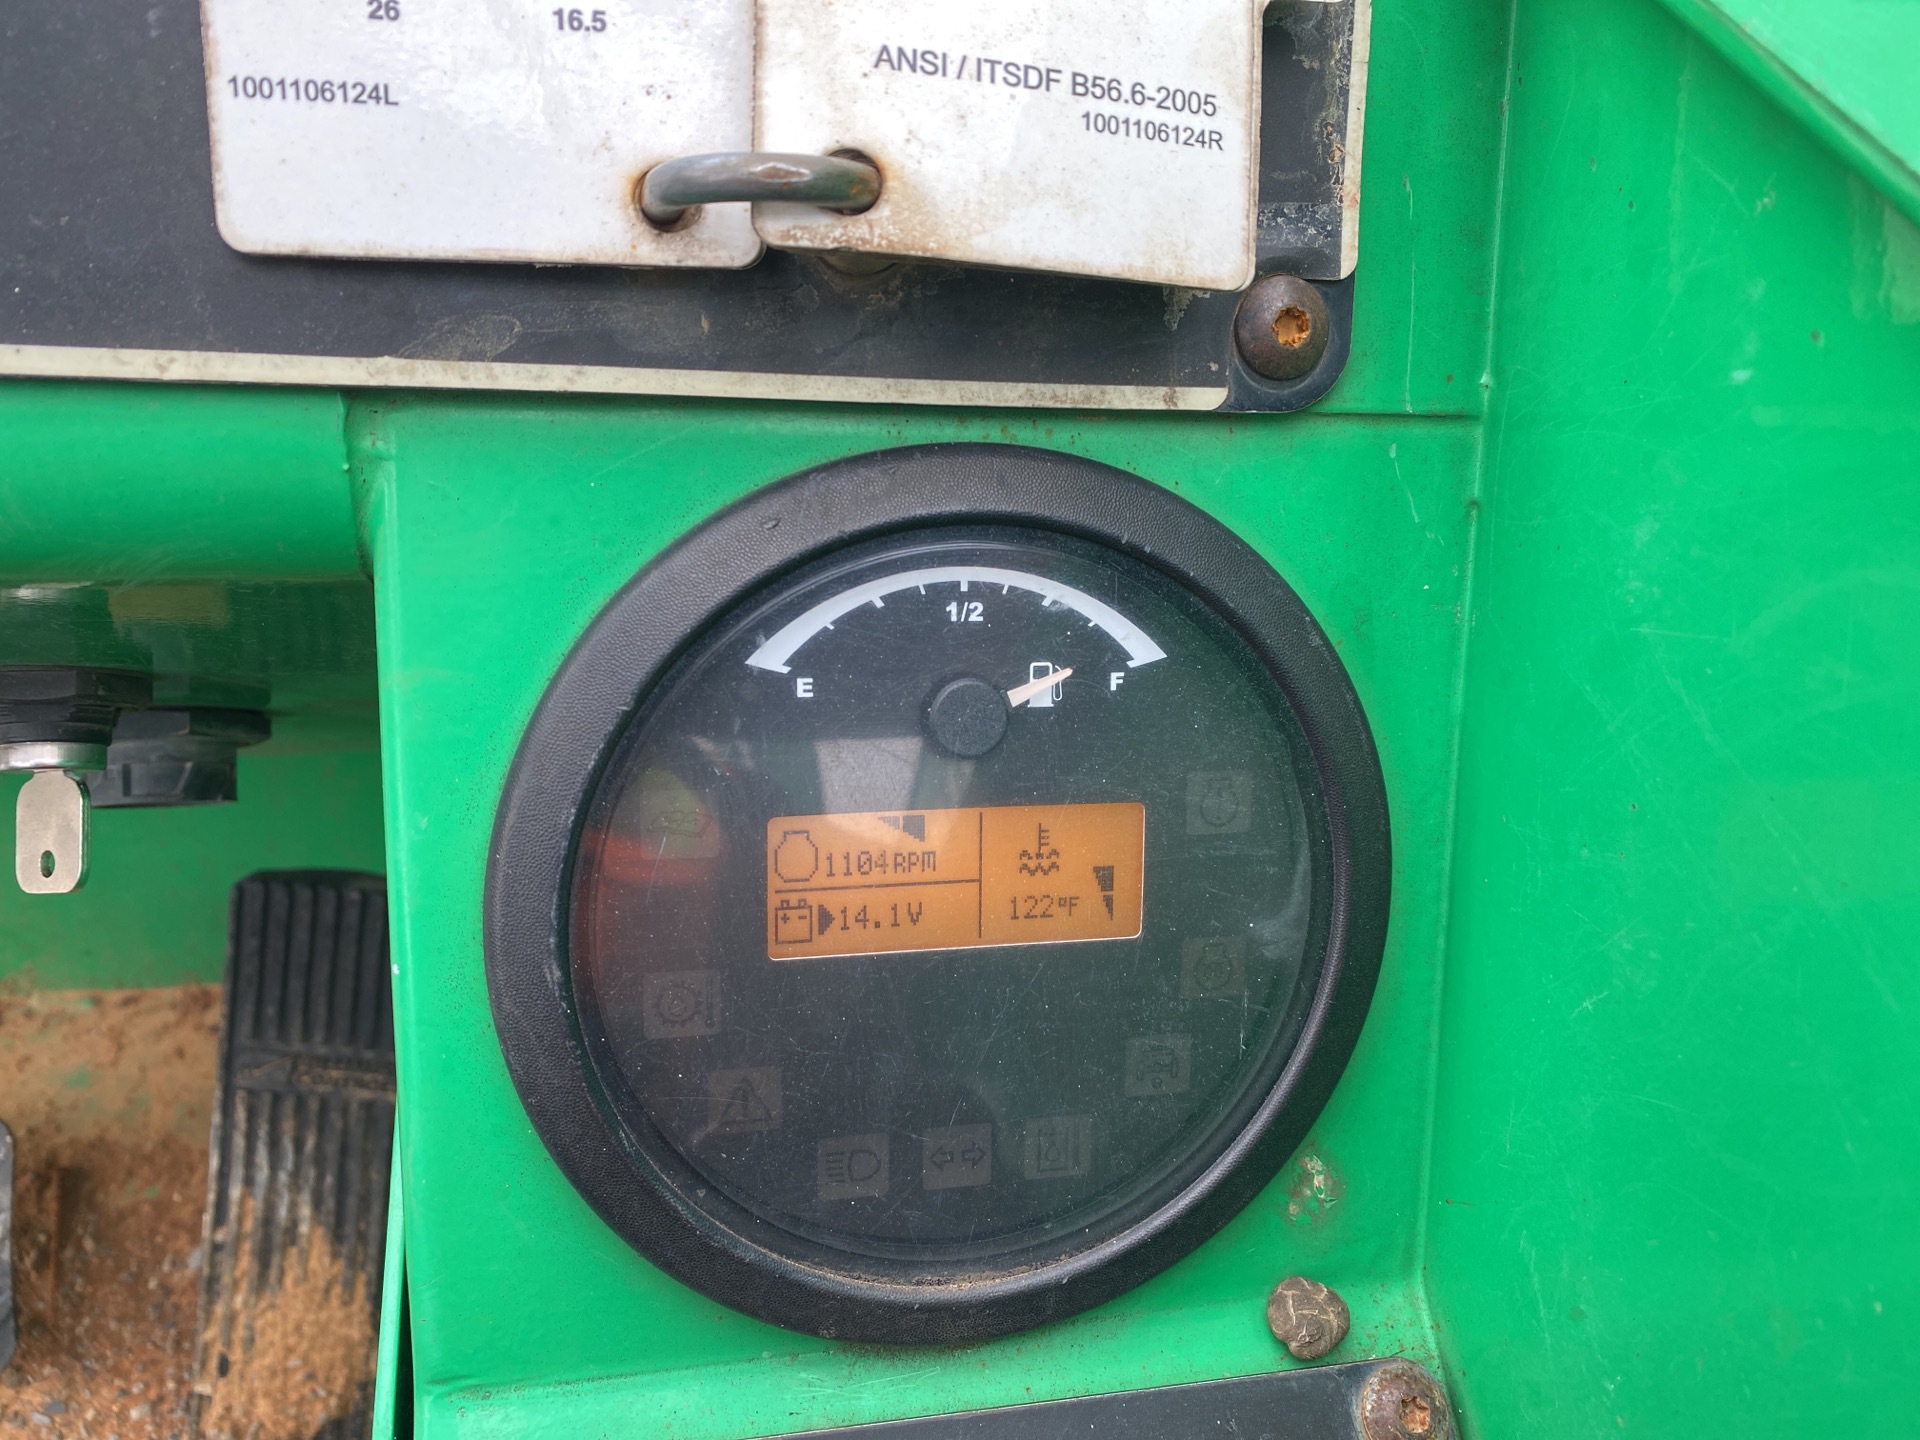 26 16.5
1001106124L
ANSI / ITSDF B56.6-2005
1001106124R
1/2
E F
1104RPM
14.1V
122°F